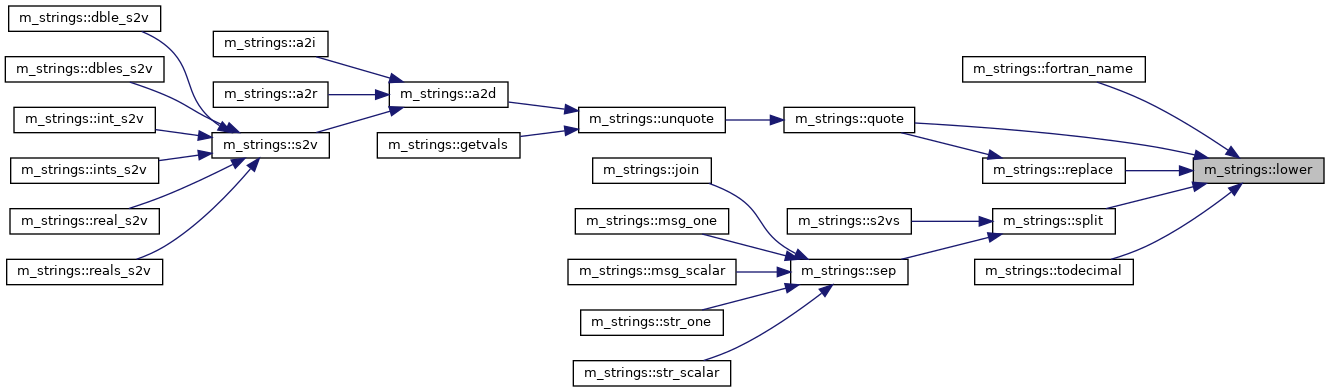 m_strings::dble_s2v
m_strings::a2i
m_strings::dbles_s2v
m_strings::fortran_name
m_strings::a2r
m_strings::a2d
m_strings::int_s2v
m_strings::unquote
m_strings::quote
m_strings::s2v
m_strings::getvals
m_strings::ints_s2v
m_strings::join
m_strings::replace
m_strings::lower
m_strings::real_s2v
m_strings::msg_one
m_strings::s2vs
m_strings::split
m_strings::reals_s2v
m_strings::msg_scalar
m_strings::sep
m_strings::todecimal
m_strings::str_one
m_strings::str_scalar